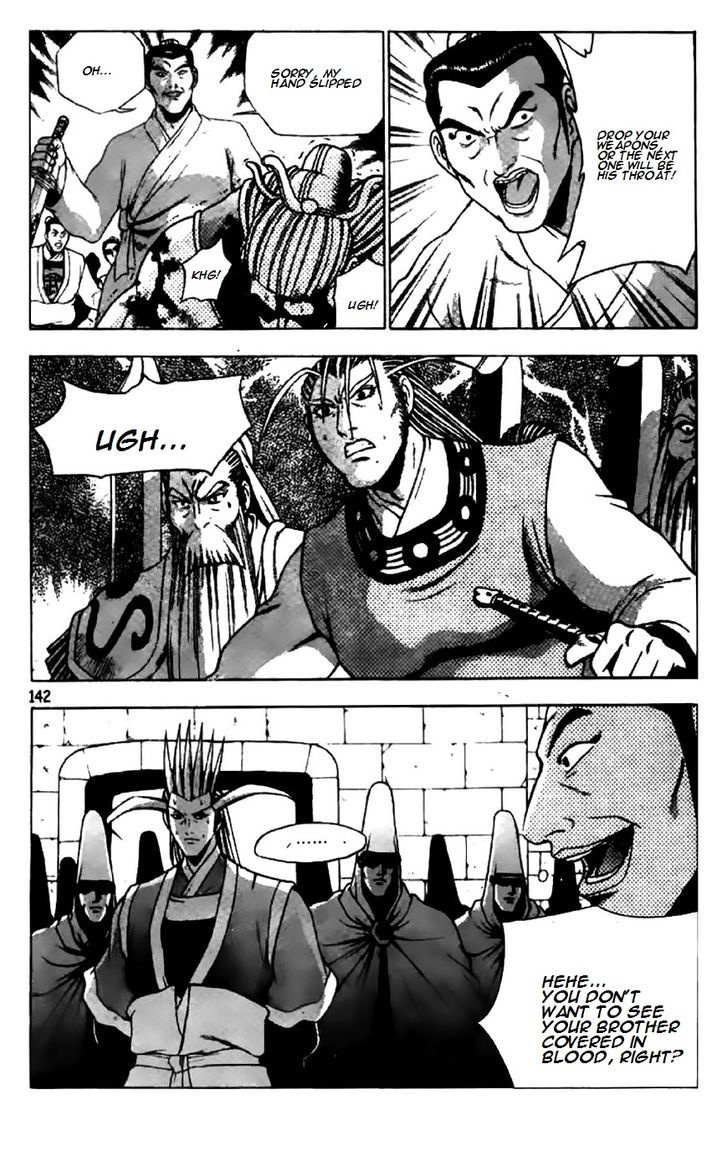 OH...
SORRY, MY
HAND SLIPPED
KHG!
UGH!
DROP YOUR
WEAPONS,
OR THE NEXT
ONE WILL BE
HIS THROAT!
UGH...
142
.......
HEHE...
YOU DON'T
WANT TO SEE
YOUR BROTHER
COVERED IN
BLOOD, RIGHT?